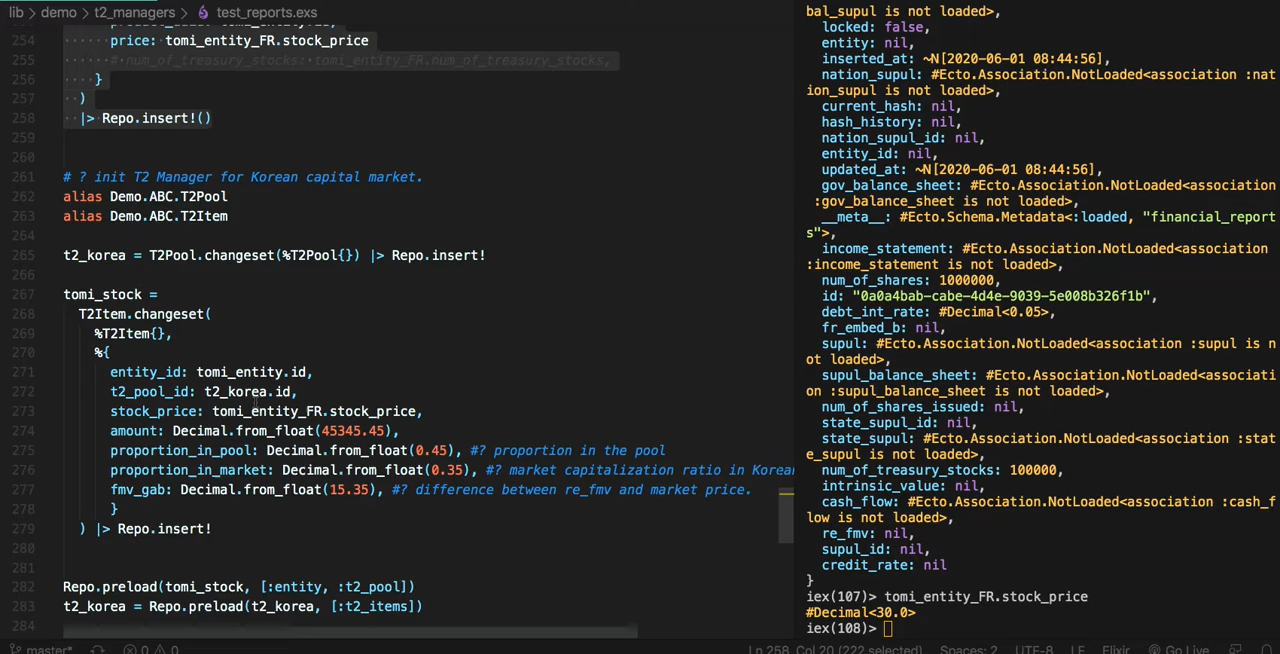 lib > demo > t2_managers > test_reports.exs
254 price: tomi_entity_FR.stock_price
255 # num_of_treasury_stocks: tomi_entity_FR.num_of_treasury_stocks,
256 }
257 )
258 |> Repo.insert!()
259
260
261 # ? init T2 Manager for Korean capital market.
262 alias Demo.ABC.T2Pool
263 alias Demo.ABC.T2Item
264
265 t2_korea = T2Pool.changeset(%T2Pool{}) |> Repo.insert!
266
267 tomi_stock =
268 T2Item.changeset(
269 %T2Item{},
270 %{
271 entity_id: tomi_entity.id,
272 t2_pool_id: t2_korea.id,
273 stock_price: tomi_entity_FR.stock_price,
274 amount: Decimal.from_float(45345.45),
275 proportion_in_pool: Decimal.from_float(0.45), #? proportion in the pool
276 proportion_in_market: Decimal.from_float(0.35), #? market capitalization ratio in Korean
277 fmv_gab: Decimal.from_float(15.35), #? difference between re_fmv and market price.
278 }
279 ) |> Repo.insert!
280
281
282 Repo.preload(tomi_stock, [:entity, :t2_pool])
283 t2_korea = Repo.preload(t2_korea, [:t2_items])
284
master* 0 0 Ln 258, Col 20 (222 selected) Spaces: 2 UTF-8 LF Elixir Go Live
bal_supul is not loaded>,
locked: false,
entity: nil,
inserted_at: ~N[2020-06-01 08:44:56],
nation_supul: #Ecto.Association.NotLoaded<association :nat
ion_supul is not loaded>,
current_hash: nil,
hash_history: nil,
nation_supul_id: nil,
entity_id: nil,
updated_at: ~N[2020-06-01 08:44:56],
gov_balance_sheet: #Ecto.Association.NotLoaded<association
:gov_balance_sheet is not loaded>,
__meta__: #Ecto.Schema.Metadata<:loaded, "financial_report
s">,
income_statement: #Ecto.Association.NotLoaded<association
:income_statement is not loaded>,
num_of_shares: 1000000,
id: "0a0a4bab-cabe-4d4e-9039-5e008b326f1b",
debt_int_rate: #Decimal<0.05>,
fr_embed_b: nil,
supul: #Ecto.Association.NotLoaded<association :supul is n
ot loaded>,
supul_balance_sheet: #Ecto.Association.NotLoaded<associati
on :supul_balance_sheet is not loaded>,
num_of_shares_issued: nil,
state_supul_id: nil,
state_supul: #Ecto.Association.NotLoaded<association :stat
e_supul is not loaded>,
num_of_treasury_stocks: 100000,
intrinsic_value: nil,
cash_flow: #Ecto.Association.NotLoaded<association :cash_f
low is not loaded>,
re_fmv: nil,
supul_id: nil,
credit_rate: nil
}
iex(107)> tomi_entity_FR.stock_price
#Decimal<30.0>
iex(108)>